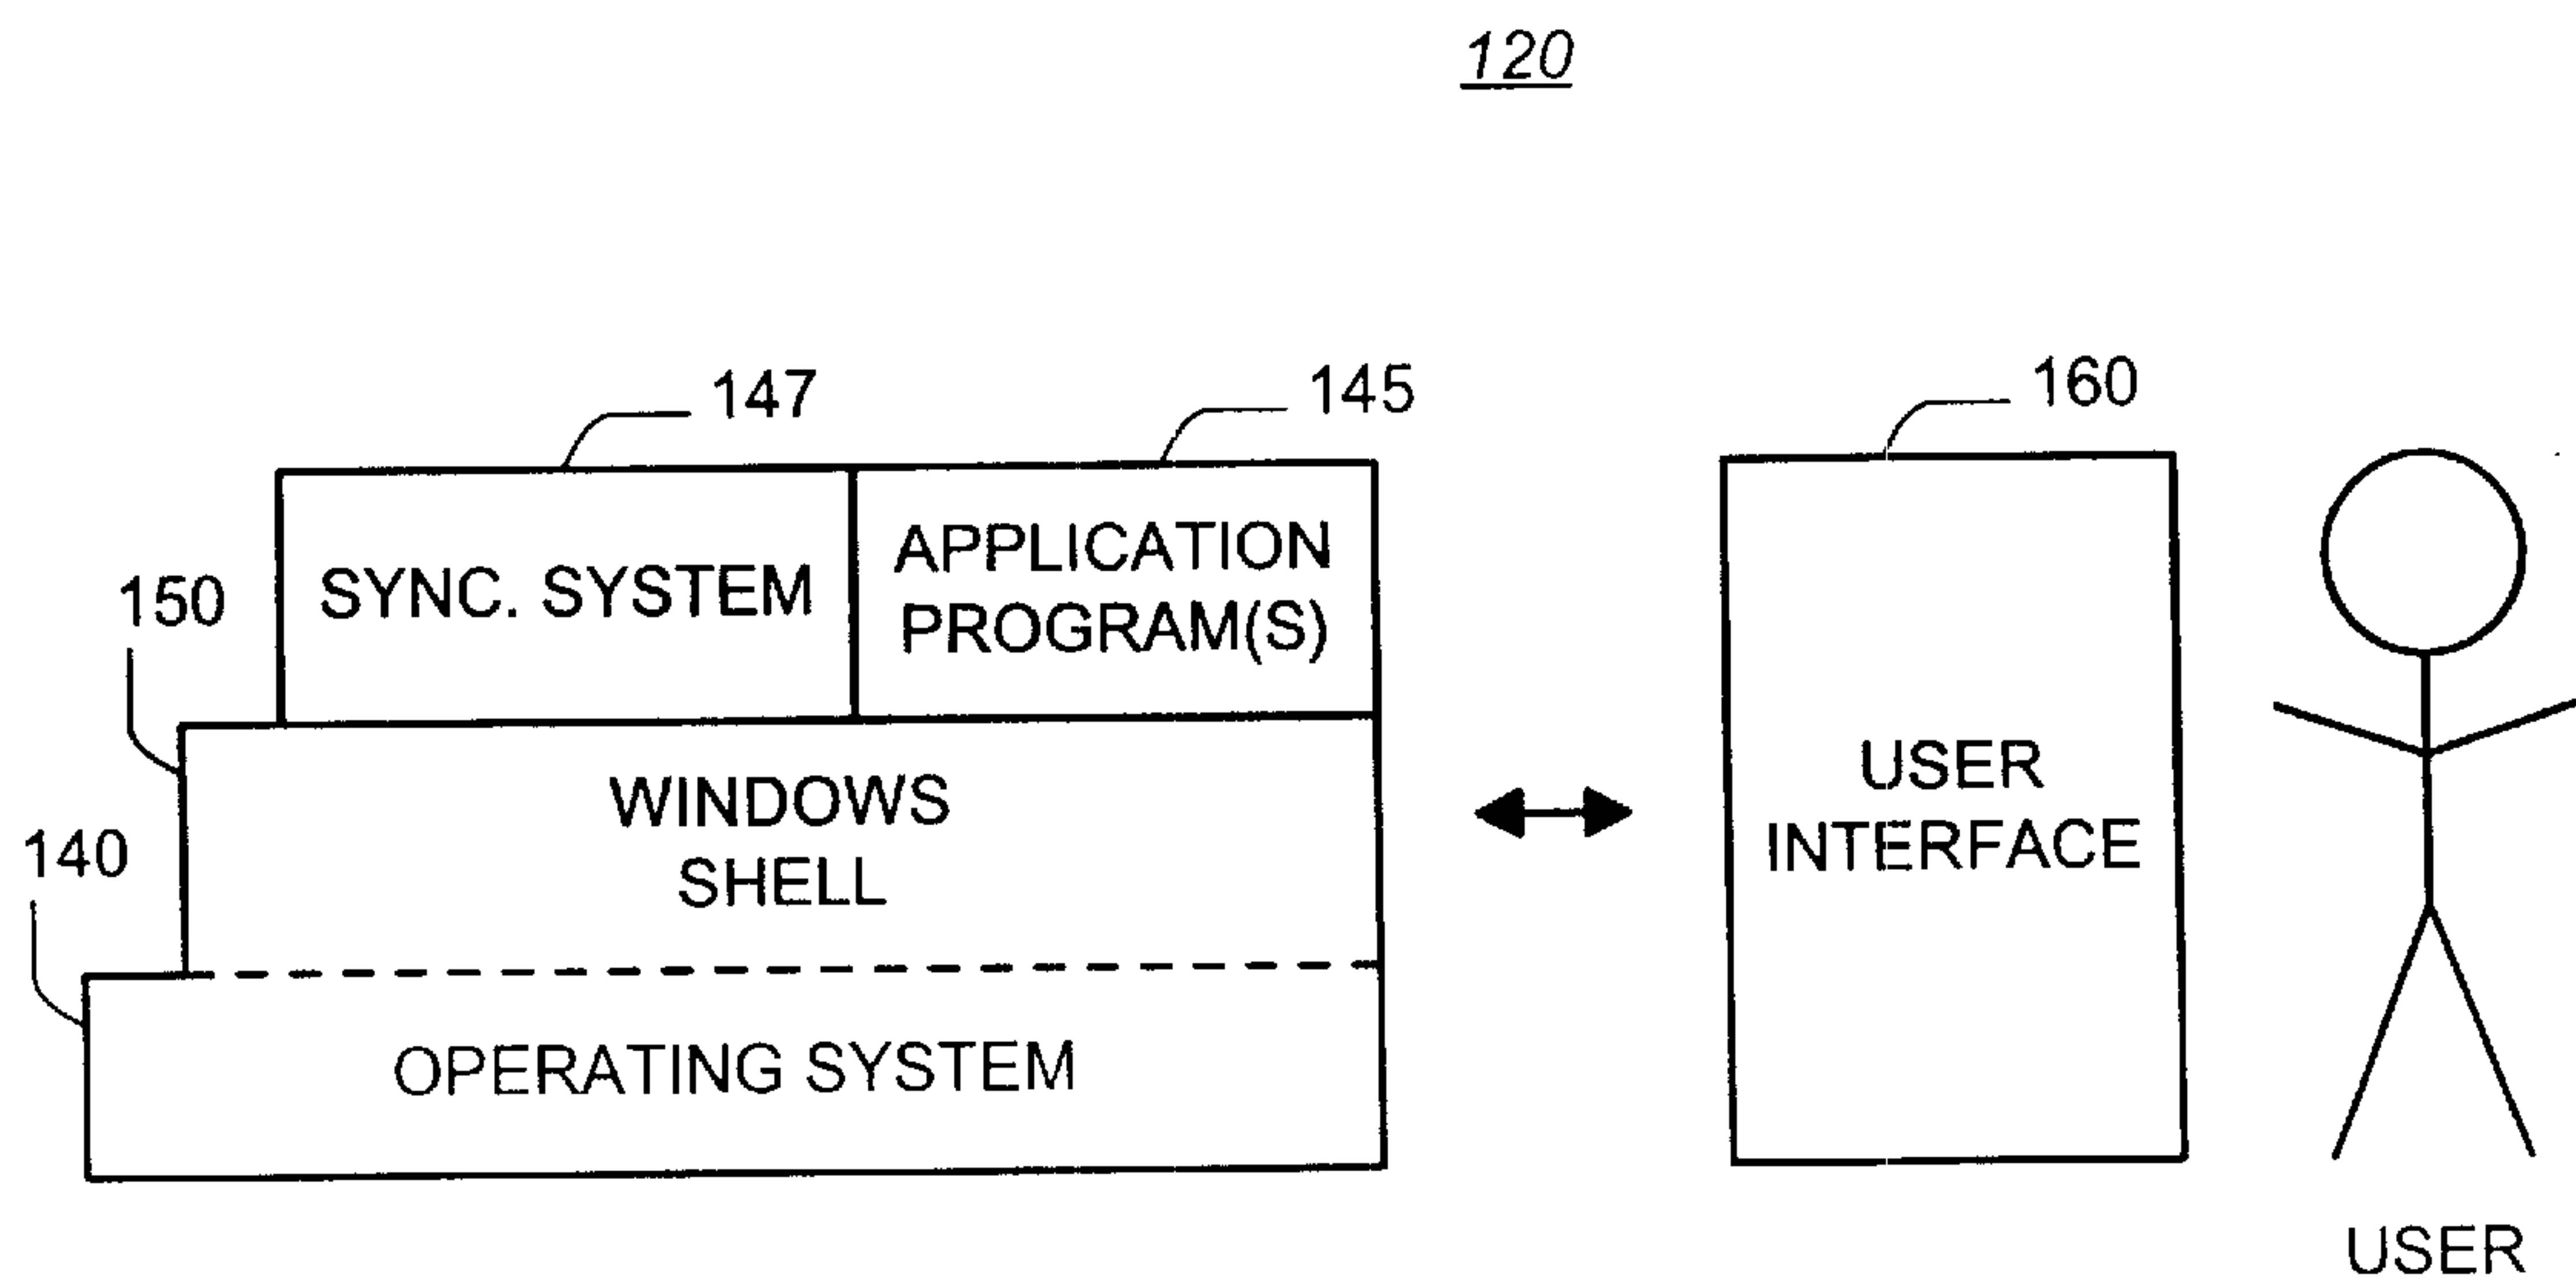 120
147
145
160
SYNC. SYSTEM
APPLICATION
PROGRAM(S)
150
WINDOWS
SHELL
140
OPERATING SYSTEM
USER
INTERFACE
USER